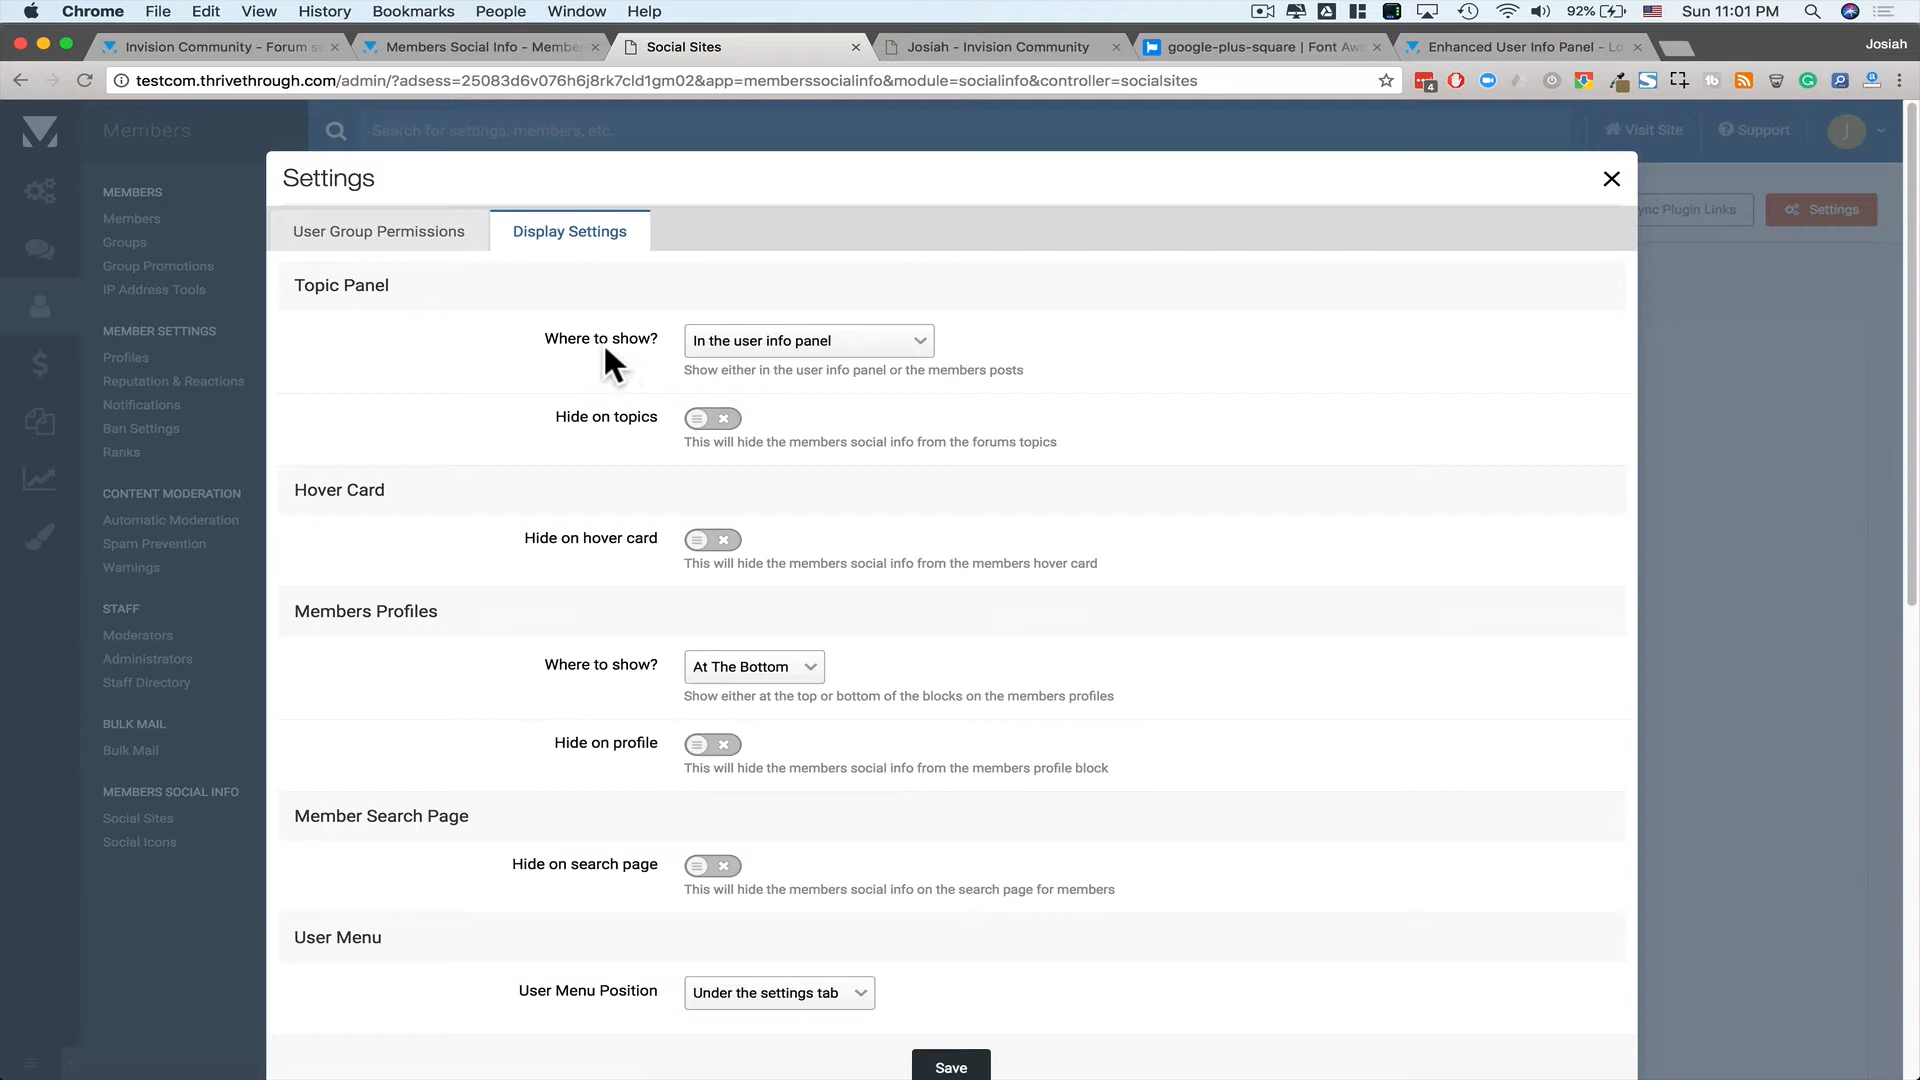 Chrome File Edit View History Bookmarks People Window Help 92% Sun 11:01 PM
Invision Community - Forum s Members Social Info - Membe Social Sites Josiah - Invision Community google-plus-square | Font Aw Enhanced User Info Panel - Lo Josiah
testcom.thrivethrough.com/admin/?adsess=25083d6v076h6j8rk7cld1gm02&app=memberssocialinfo&module=socialinfo&controller=socialsites
Members Search for settings, members, etc. Visit Site Support J
Settings
ync Plugin Links Settings
User Group Permissions Display Settings
MEMBERS
Members
Groups
Group Promotions
IP Address Tools
MEMBER SETTINGS
Profiles
Reputation & Reactions
Notifications
Ban Settings
Ranks
CONTENT MODERATION
Automatic Moderation
Spam Prevention
Warnings
STAFF
Moderators
Administrators
Staff Directory
BULK MAIL
Bulk Mail
MEMBERS SOCIAL INFO
Social Sites
Social Icons
Topic Panel
Where to show? In the user info panel
Show either in the user info panel or the members posts
Hide on topics
This will hide the members social info from the forums topics
Hover Card
Hide on hover card
This will hide the members social info from the members hover card
Members Profiles
Where to show? At The Bottom
Show either at the top or bottom of the blocks on the members profiles
Hide on profile
This will hide the members social info from the members profile block
Member Search Page
Hide on search page
This will hide the members social info on the search page for members
User Menu
User Menu Position Under the settings tab
Save